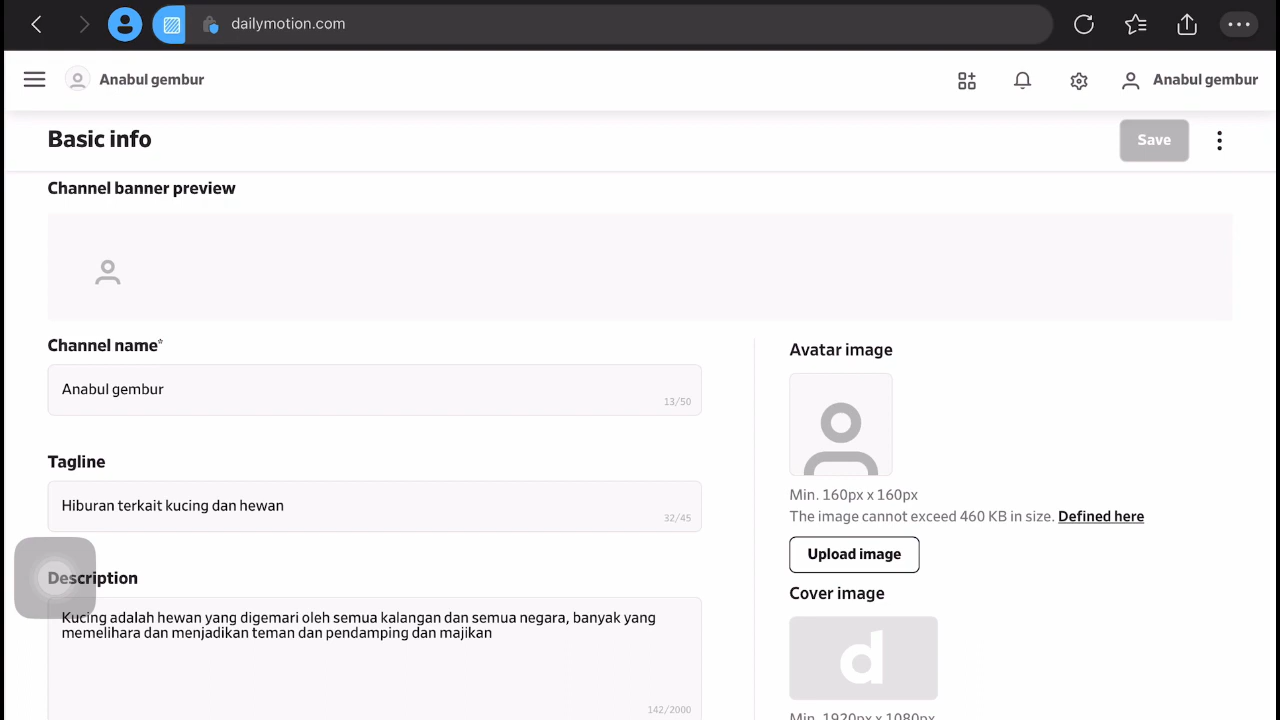 dailymotion.com
Anabul gembur
Anabul gembur
Basic info
Save
Channel banner preview
Channel name*
Anabul gembur
13/50
Tagline
Hiburan terkait kucing dan hewan
32/45
Description
Kucing adalah hewan yang digemari oleh semua kalangan dan semua negara, banyak yang
memelihara dan menjadikan teman dan pendamping dan majikan
142/2000
Avatar image
Min. 160px x 160px
The image cannot exceed 460 KB in size. Defined here
Upload image
Cover image
d
Min. 1920px x 1080px